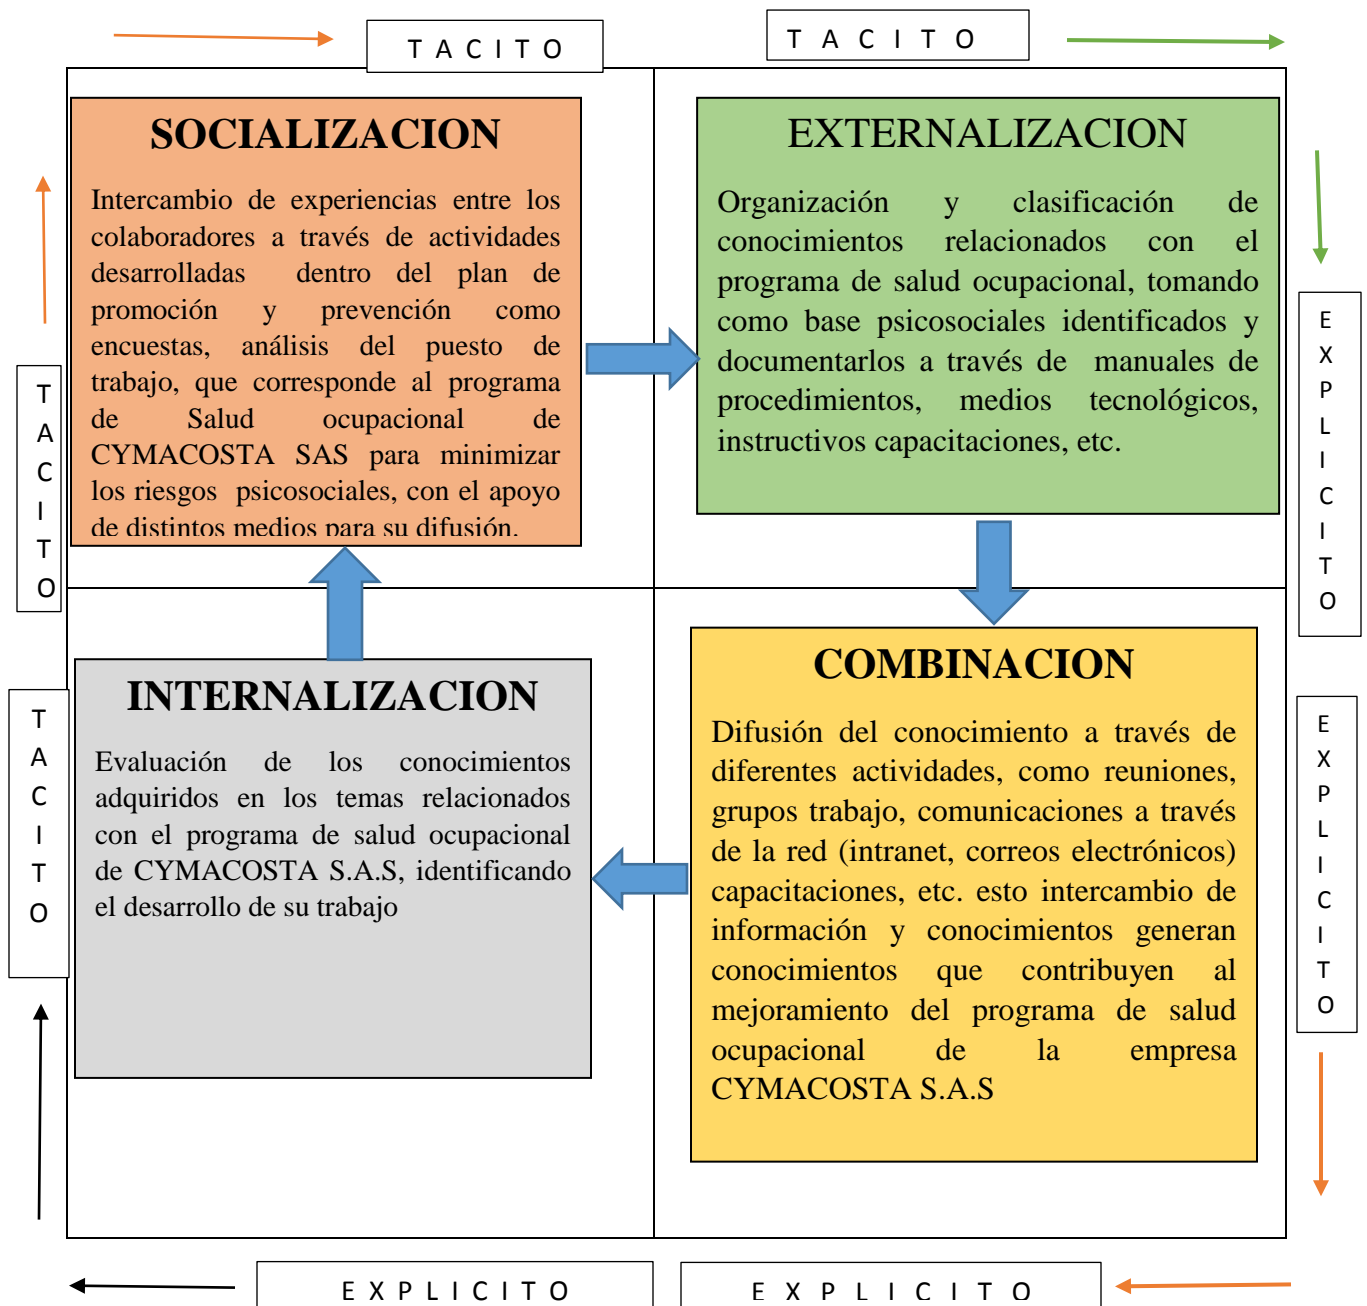 T A C I T O
T A C I T O
SOCIALIZACION
Intercambio de experiencias entre los
colaboradores a través de actividades
desarrolladas dentro del plan de
promoción y prevención como
encuestas, análisis del puesto de
trabajo, que corresponde al programa
de Salud ocupacional de
CYMACOSTA SAS para minimizar
los riesgos psicosociales, con el apoyo
de distintos medios para su difusión.
EXTERNALIZACION
Organización y clasificación de
conocimientos relacionados con el
programa de salud ocupacional, tomando
como base psicosociales identificados y
documentarlos a través de manuales de
procedimientos, medios tecnológicos,
instructivos capacitaciones, etc.
T
A
C
I
T
O
E
X
P
L
I
C
I
T
O
INTERNALIZACION
Evaluación de los conocimientos
adquiridos en los temas relacionados
con el programa de salud ocupacional
de CYMACOSTA S.A.S, identificando
el desarrollo de su trabajo
COMBINACION
Difusión del conocimiento a través de
diferentes actividades, como reuniones,
grupos trabajo, comunicaciones a través
de la red (intranet, correos electrónicos)
capacitaciones, etc. esto intercambio de
información y conocimientos generan
conocimientos que contribuyen al
mejoramiento del programa de salud
ocupacional de la empresa
CYMACOSTA S.A.S
T
A
C
I
T
O
E
X
P
L
I
C
I
T
O
E X P L I C I T O
E X P L I C I T O